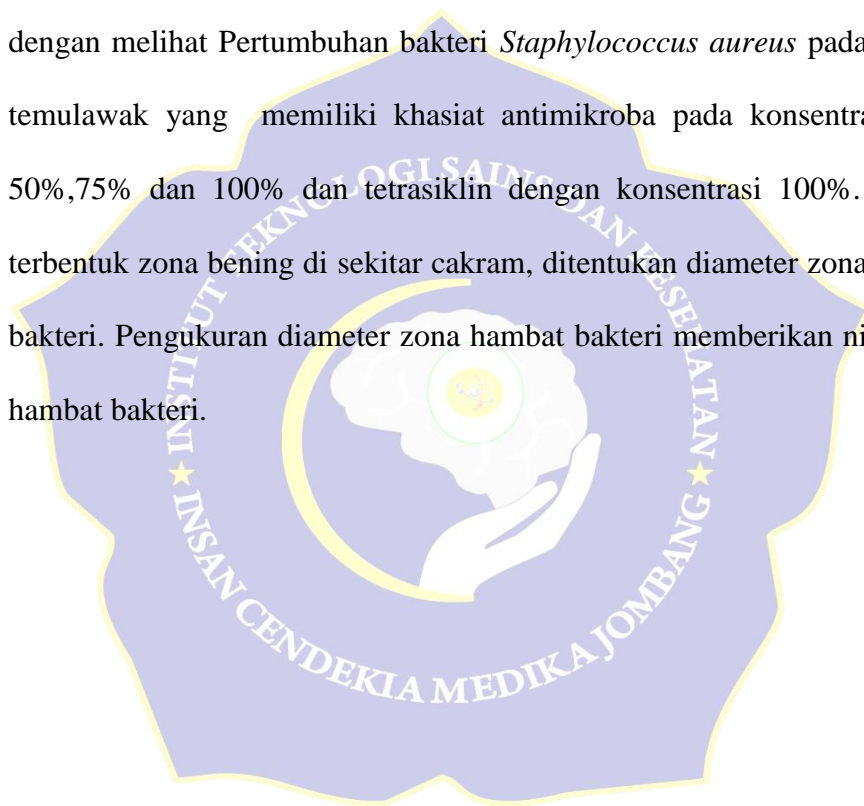 dengan melihat Pertumbuhan bakteri Staphylococcus aureus pada
temulawak yang memiliki khasiat antimikroba pada
50%,75% dan 100% dan tetrasiklin dengan konsentrasi 100%.
terbentuk zona bening di sekitar cakram, ditentukan diameter zona
bakteri. Pengukuran diameter zona hambat bakteri memberikan
hambat bakteri.
INSTITUT TEKNOLOGI SAINS DAN KESEHATAN
INSAN CENDEKIA MEDIKA JOMBANG